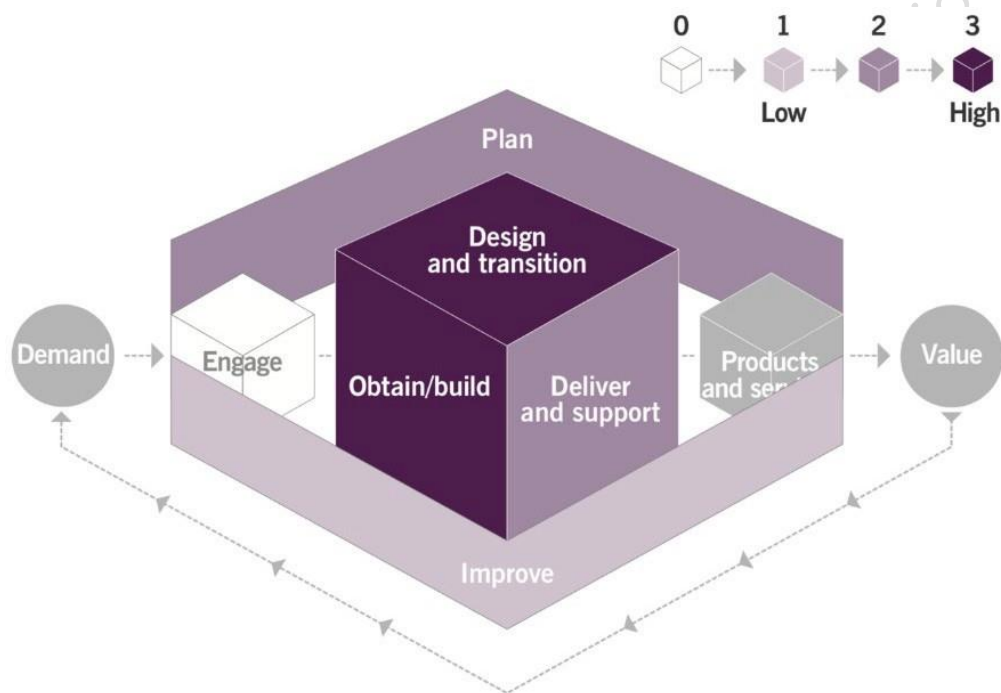 0 1 2 3
Low High
Plan
Design
and transition
Demand
Engage
Obtain/build
Deliver
and support
Products
and
Value
Improve